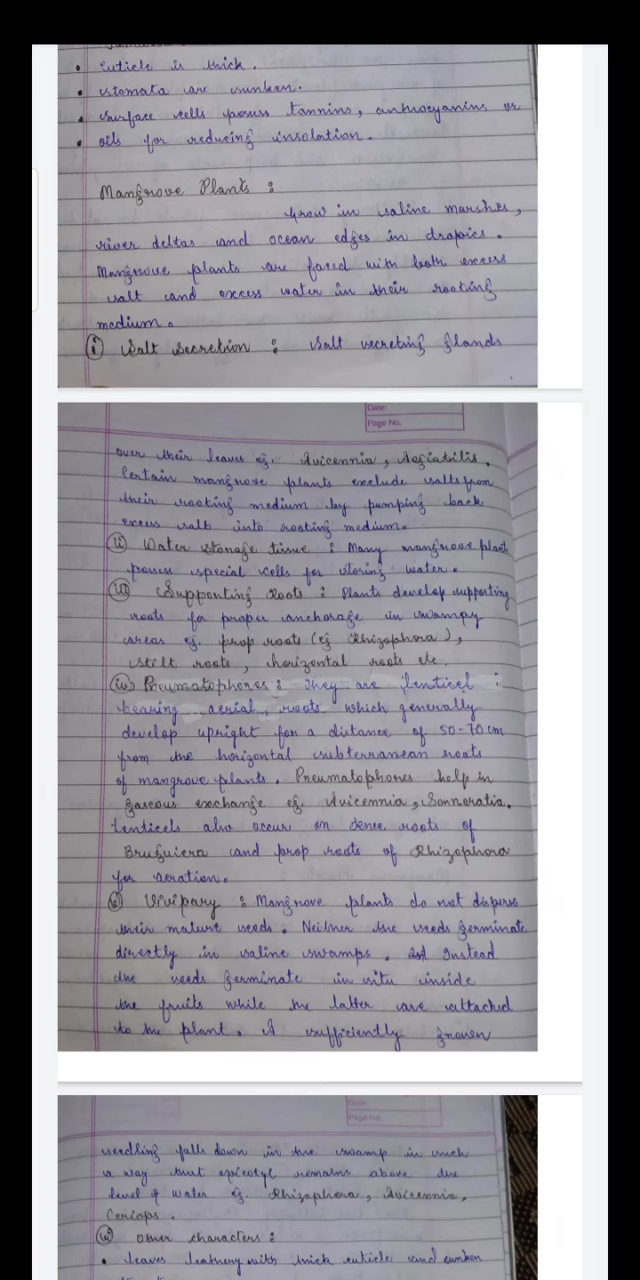 • Cuticle is thick.
• stomata are sunken.
• surface cells posess tannins, anthrocyanins or
• oils for reducing insolation.
Mangrove Plants :
grow in saline marshes,
river deltas and ocean edges in dropics.
Mangrove plants are faced with both excess
salt and excess water in their rooting
medium.
(i) Salt secretion : salt secreting glands
Date:
Page No.
over their leaves eg. Avicennia, Aegiatilis.
Certain mangrove plants exclude salts from
their rooting medium by pumping back
excess salt into rooting medium.
(ii) Water storage tissue : Many mangrove plants
posess special cells for storing water.
(iii) Supporting Roots : Plants develop supporting
roots for proper anchorage in swampy
areas eg. prop roots (eg Rhizophora),
stilt roots, horizontal roots etc.
(iv) Pneumatophores : They are lenticel :
bearing aerial roots which generally
develop upright for a distance of 50-70 cm
from the horizontal subterranean roots
of mangrove plants. Pneumatophores help in
gaseous exchange eg. Avicennia, Sonneratia.
Lenticels also occur on knee roots of
Bruguiera and prop roots of Rhizophora
for aeration.
(v) Vivipary : Mangrove plants do not disperse
their mature seeds. Neither the seeds germinate
directly in saline swamps. Instead
the seeds germinate in situ inside
the fruits while the latter are attached
to the plant. A sufficiently grown
Date
Page No.
seedling falls down in the swamp in such
a way that epicotyl remains above the
level of water eg. Rhizophora, Avicennia,
Ceriops.
(vi) Other characters :
• leaves leathery with thick cuticle and sunken